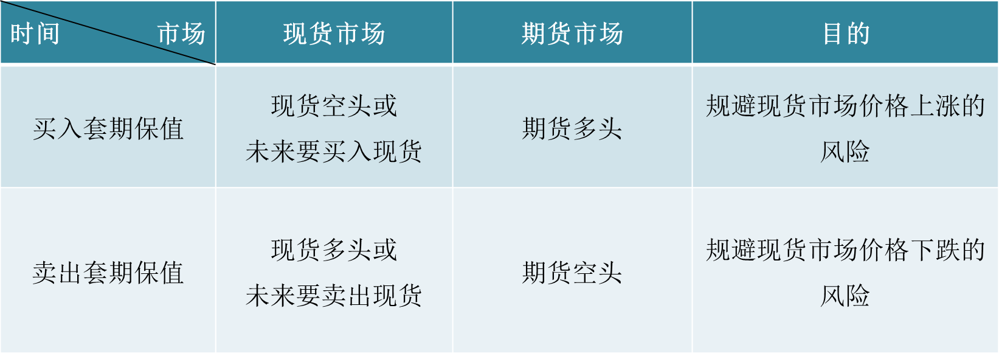 时间 市场 现货市场 期货市场 目的
买入套期保值
现货空头或
未来要买入现货
期货多头
规避现货市场价格上涨的
风险
卖出套期保值
现货多头或
未来要卖出现货
期货空头
规避现货市场价格下跌的
风险